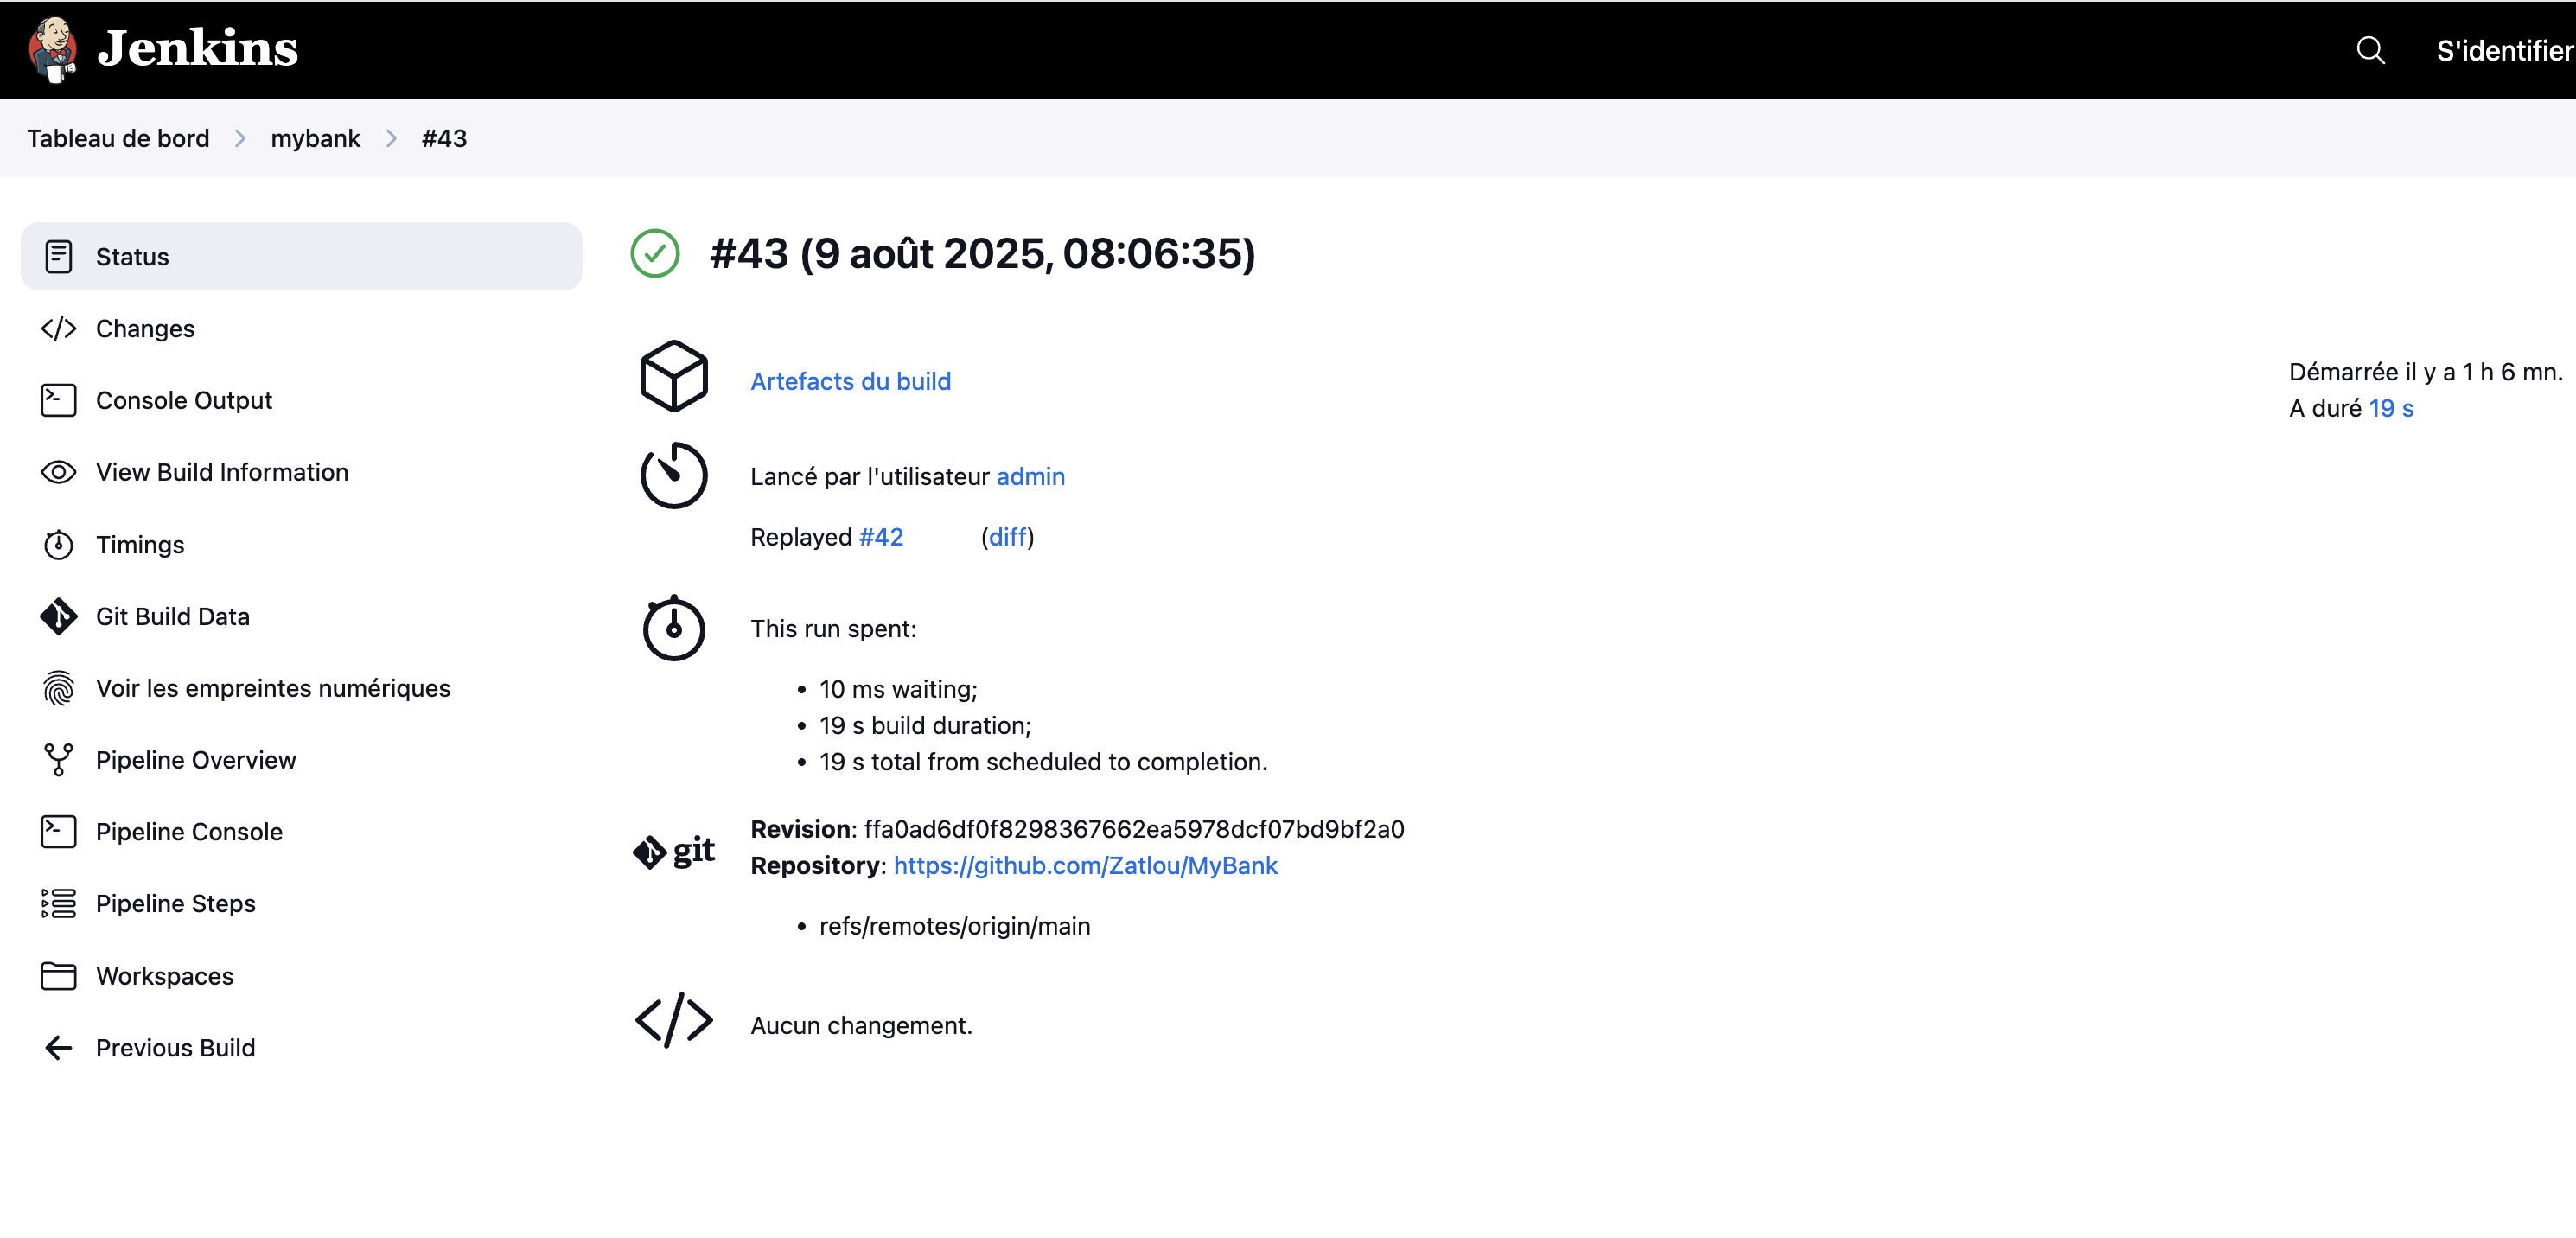 Jenkins
S'identifier
Tableau de bord > mybank > #43
Status
Changes
Console Output
View Build Information
Timings
Git Build Data
Voir les empreintes numériques
Pipeline Overview
Pipeline Console
Pipeline Steps
Workspaces
Previous Build
#43 (9 août 2025, 08:06:35)
Démarrée il y a 1 h 6 mn.
A duré 19 s
Artefacts du build
Lancé par l'utilisateur admin
Replayed #42 (diff)
This run spent:
• 10 ms waiting;
• 19 s build duration;
• 19 s total from scheduled to completion.
git
Revision: ffa0ad6df0f8298367662ea5978dcf07bd9bf2a0
Repository: https://github.com/Zatlou/MyBank
• refs/remotes/origin/main
Aucun changement.